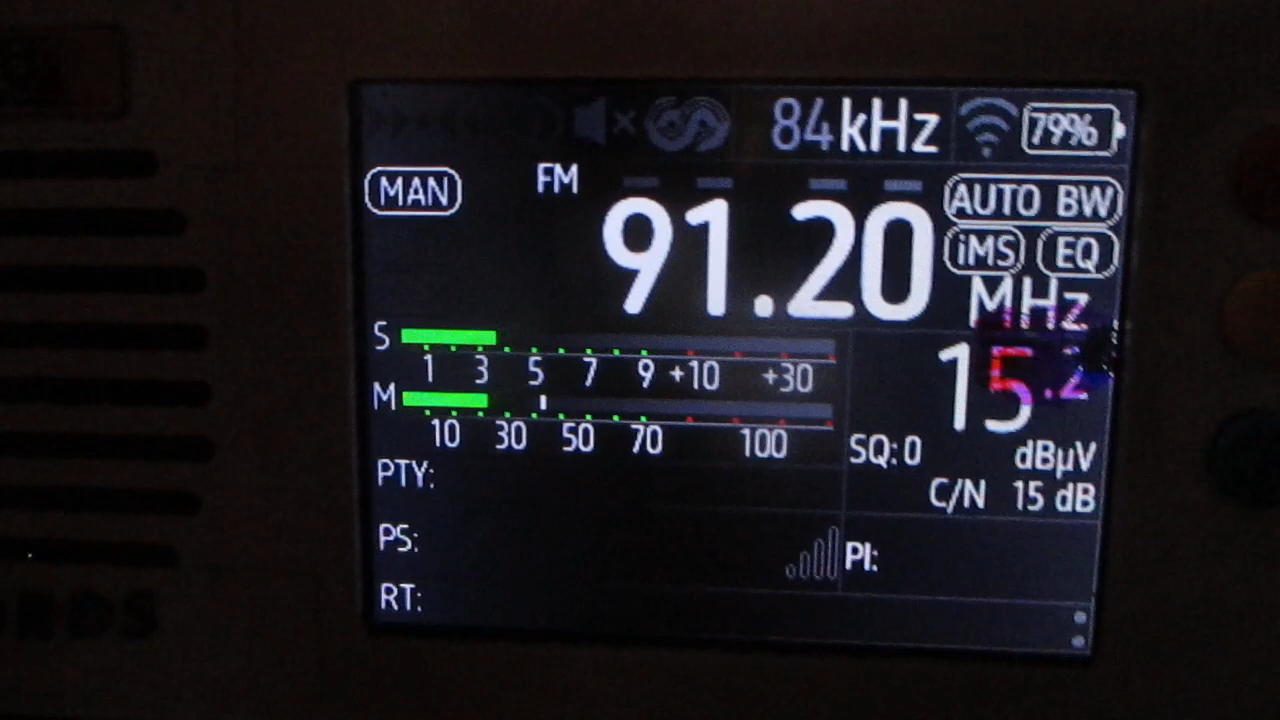 84kHz 79%
MAN FM AUTO BW
91.20 iMS EQ
MHz
S
1 3 5 7 9 +10 +30
15.2
M
10 30 50 70 100
SQ:0 dBµV
C/N 15 dB
PTY:
PS: PI:
RT: